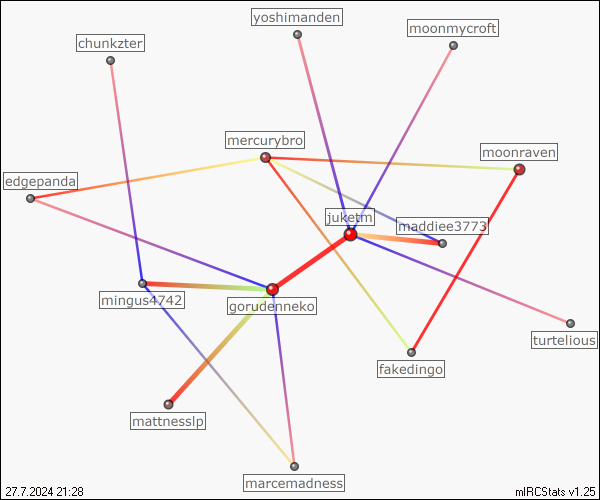 yoshimanden
moonmycroft
chunkzter
mercurybro
moonraven
edgepanda
juketm
maddiee3773
mingus4742
gorudenneko
turtelious
fakedingo
mattnesslp
marcemadness
27.7.2024 21:28
mIRCStats v1.25